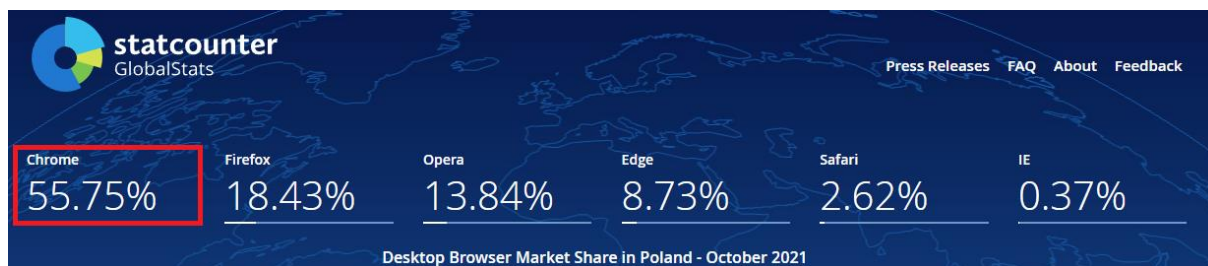 statcounter
GlobalStats
Press Releases FAQ About Feedback
Chrome Firefox Opera Edge Safari IE
55.75% 18.43% 13.84% 8.73% 2.62% 0.37%
Desktop Browser Market Share in Poland - October 2021